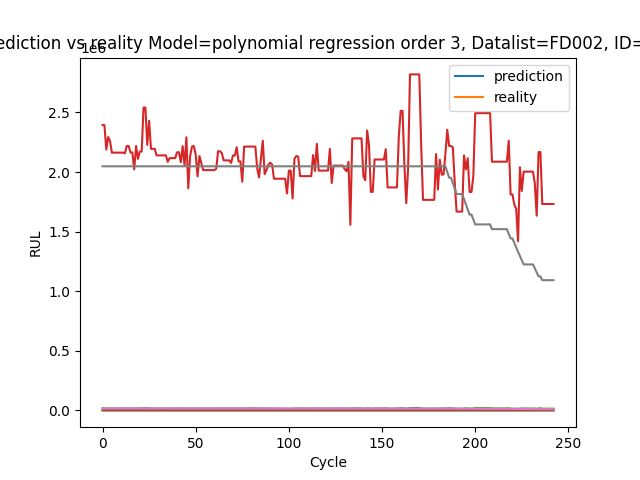 ediction vs reality Model=polynomial regression order 3, Datalist=FD002, ID=
1e6
prediction
reality
2.5
2.0
1.5
1.0
0.5
0.0
RUL
0 50 100 150 200 250
Cycle